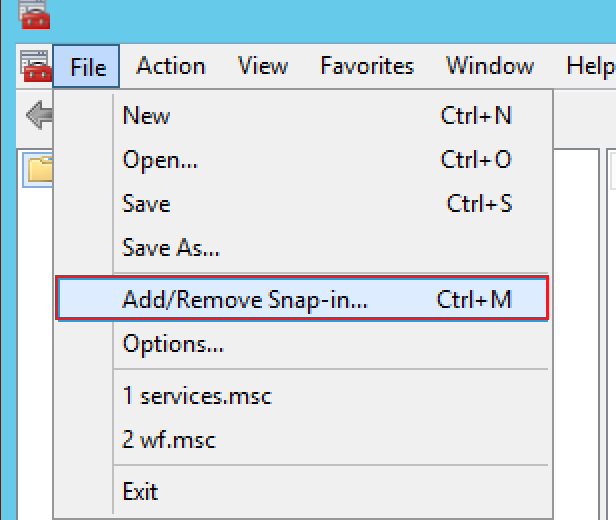 File Action View Favorites Window Help
New Ctrl+N
Open... Ctrl+O
Save Ctrl+S
Save As...
Add/Remove Snap-in... Ctrl+M
Options...
1 services.msc
2 wf.msc
Exit